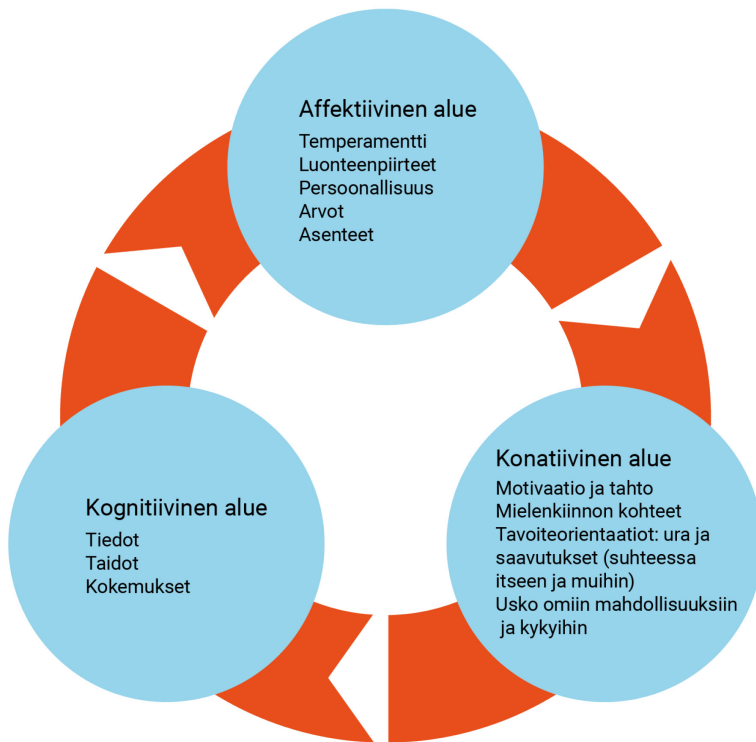 Affektiivinen alue
Temperamentti
Luonteenpiirteet
Persoonallisuus
Arvot
Asenteet
Konatiivinen alue
Motivaatio ja tahto
Mielenkiinnon kohteet
Tavoiteorientaatiot: ura ja
saavutukset (suhteessa
itseen ja muihin)
Usko omiin mahdollisuuksiin
ja kykyihin
Kognitiivinen alue
Tiedot
Taidot
Kokemukset